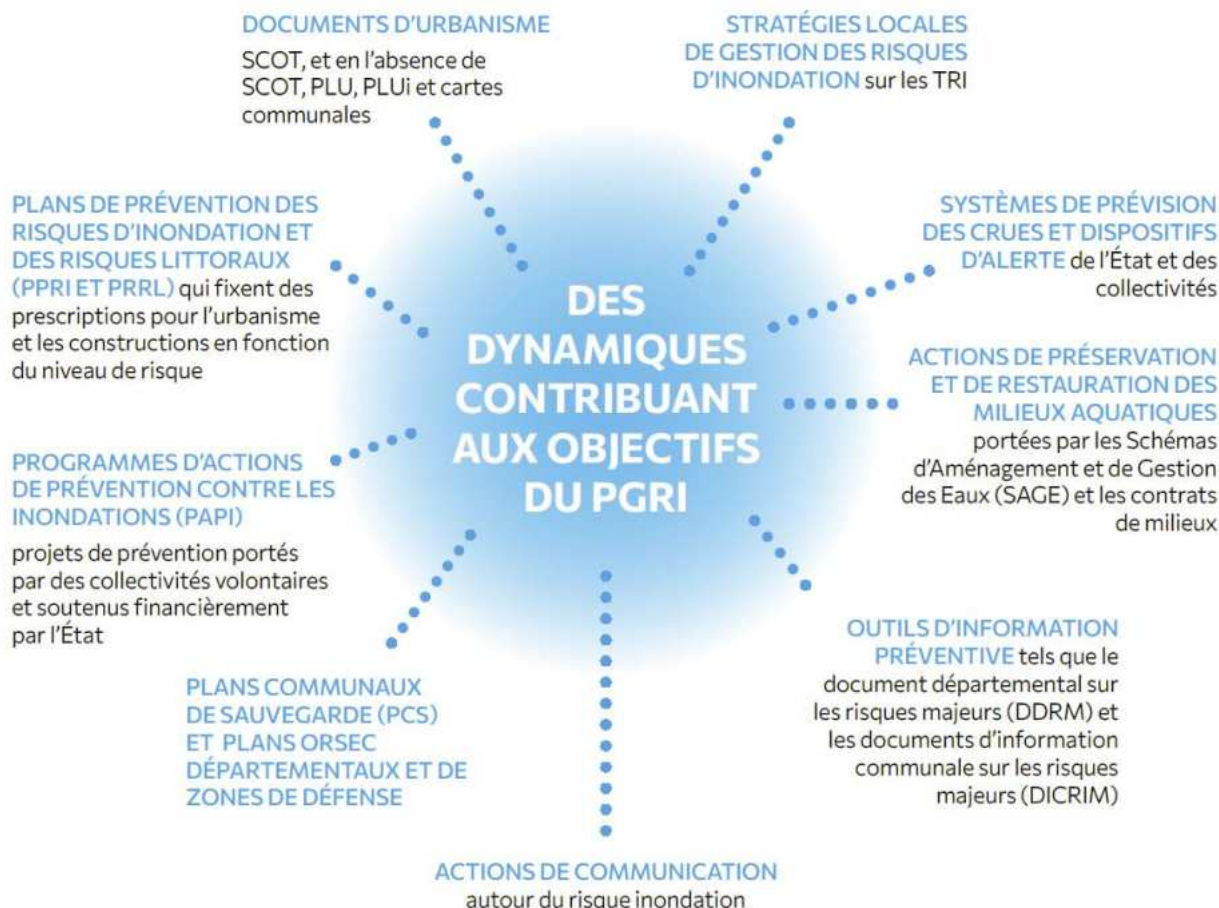 DOCUMENTS D'URBANISME
SCOT, et en l'absence de
SCOT, PLU, PLUi et cartes
communales
STRATÉGIES LOCALES
DE GESTION DES RISQUES
D'INONDATION sur les TRI
PLANS DE PRÉVENTION DES
RISQUES D'INONDATION ET
DES RISQUES LITTORAUX
(PPRI ET PRRL) qui fixent des
prescriptions pour l'urbanisme
et les constructions en fonction
du niveau de risque
SYSTÈMES DE PRÉVISION
DES CRUES ET DISPOSITIFS
D'ALERTE de l'État et des
collectivités
DES
DYNAMIQUES
CONTRIBUANT
AUX OBJECTIFS
DU PGRI
ACTIONS DE PRÉSERVATION
ET DE RESTAURATION DES
MILIEUX AQUATIQUES
portées par les Schémas
d'Aménagement et de Gestion
des Eaux (SAGE) et les contrats
de milieux
PROGRAMMES D'ACTIONS
DE PRÉVENTION CONTRE LES
INONDATIONS (PAPI)
projets de prévention portés
par des collectivités volontaires
et soutenus financièrement
par l'État
OUTILS D'INFORMATION
PRÉVENTIVE tels que le
document départemental sur
les risques majeurs (DDRM) et
les documents d'information
communale sur les risques
majeurs (DICRIM)
PLANS COMMUNAUX
DE SAUVEGARDE (PCS)
ET PLANS ORSEC
DÉPARTEMENTAUX ET DE
ZONES DE DÉFENSE
ACTIONS DE COMMUNICATION
autour du risque inondation